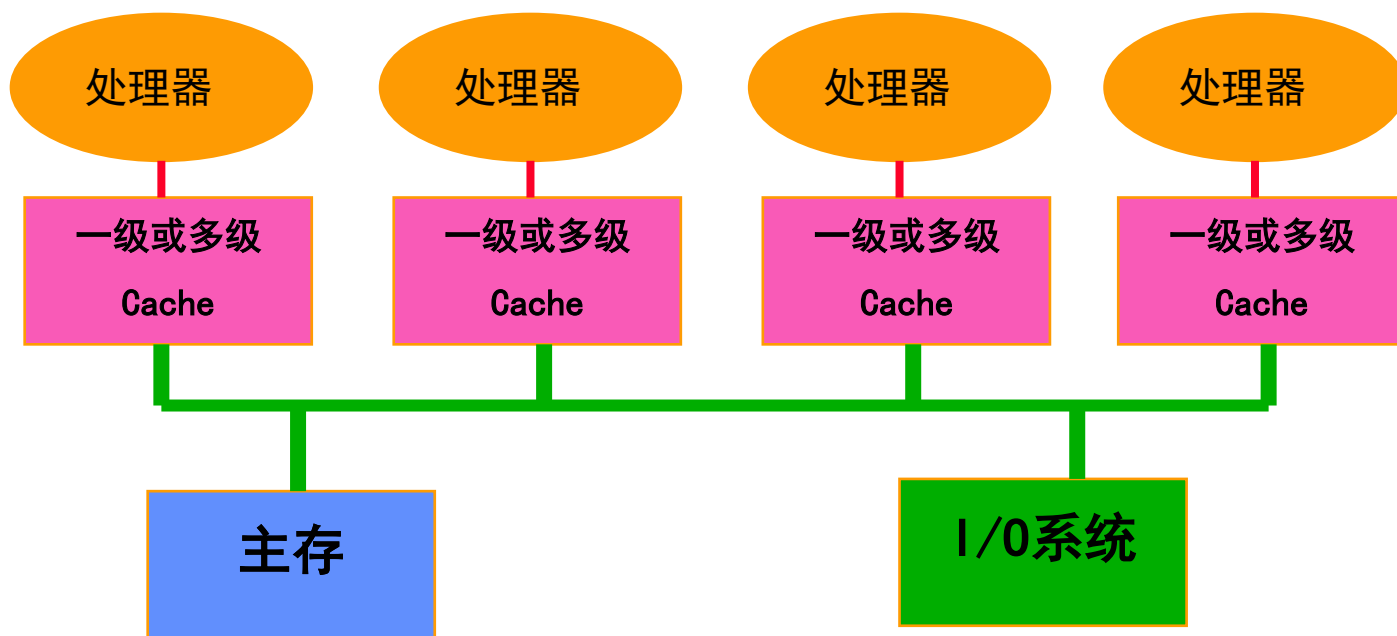 处理器
处理器
处理器
处理器
一级或多级
Cache
一级或多级
Cache
一级或多级
Cache
一级或多级
Cache
主存
I/O系统